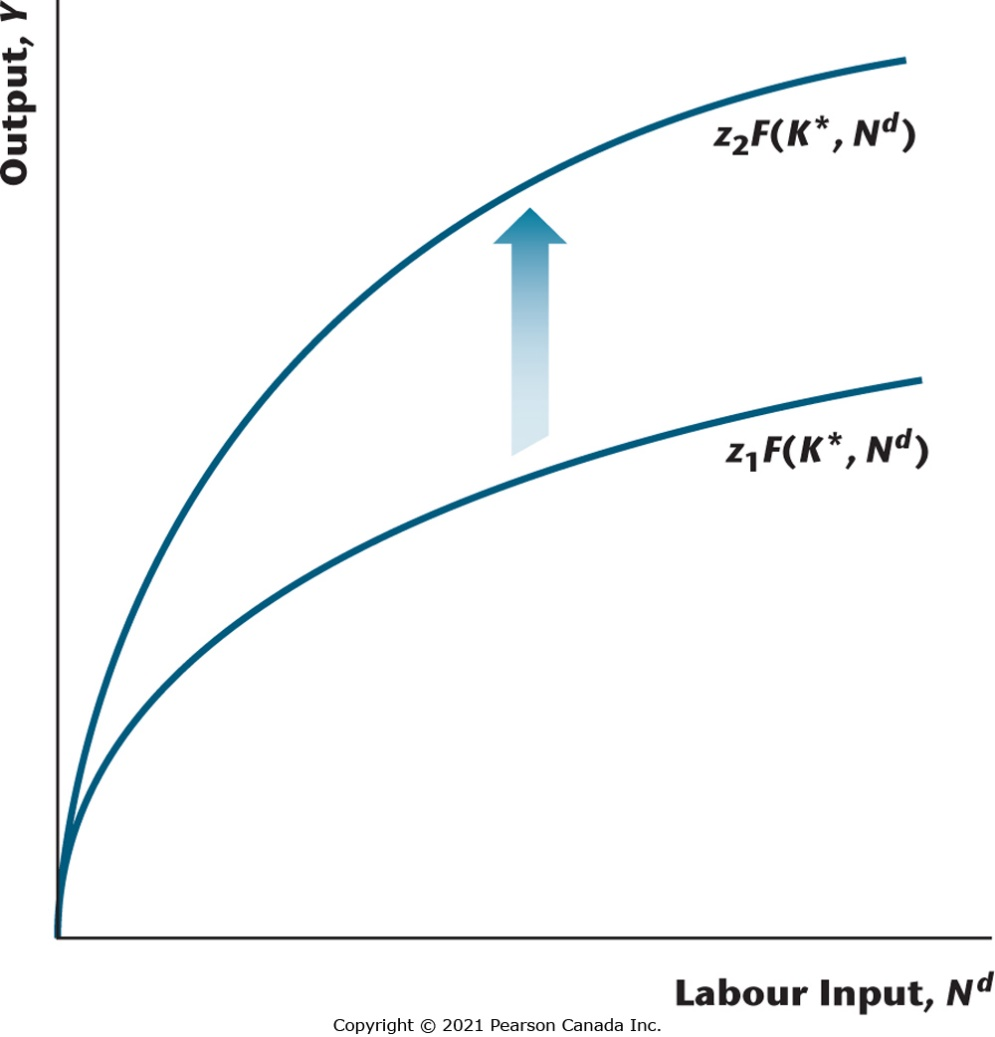 Output, Y
z₂F(K*, Nᵈ)
z₁F(K*, Nᵈ)
Labour Input, Nᵈ
Copyright © 2021 Pearson Canada Inc.